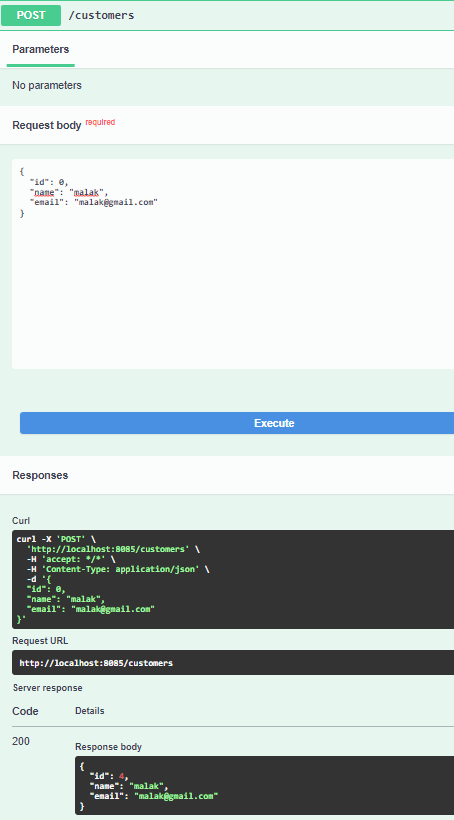 POST /customers
Parameters
No parameters
Request body required
{
"id": 0,
"name": "malak",
"email": "malak@gmail.com"
}
Execute
Responses
Curl
curl -X 'POST' \
'http://localhost:8085/customers' \
-H 'accept: */*' \
-H 'Content-Type: application/json' \
-d '{
"id": 0,
"name": "malak",
"email": "malak@gmail.com"
}'
Request URL
http://localhost:8085/customers
Server response
Code Details
200
Response body
{
"id": 4,
"name": "malak",
"email": "malak@gmail.com"
}